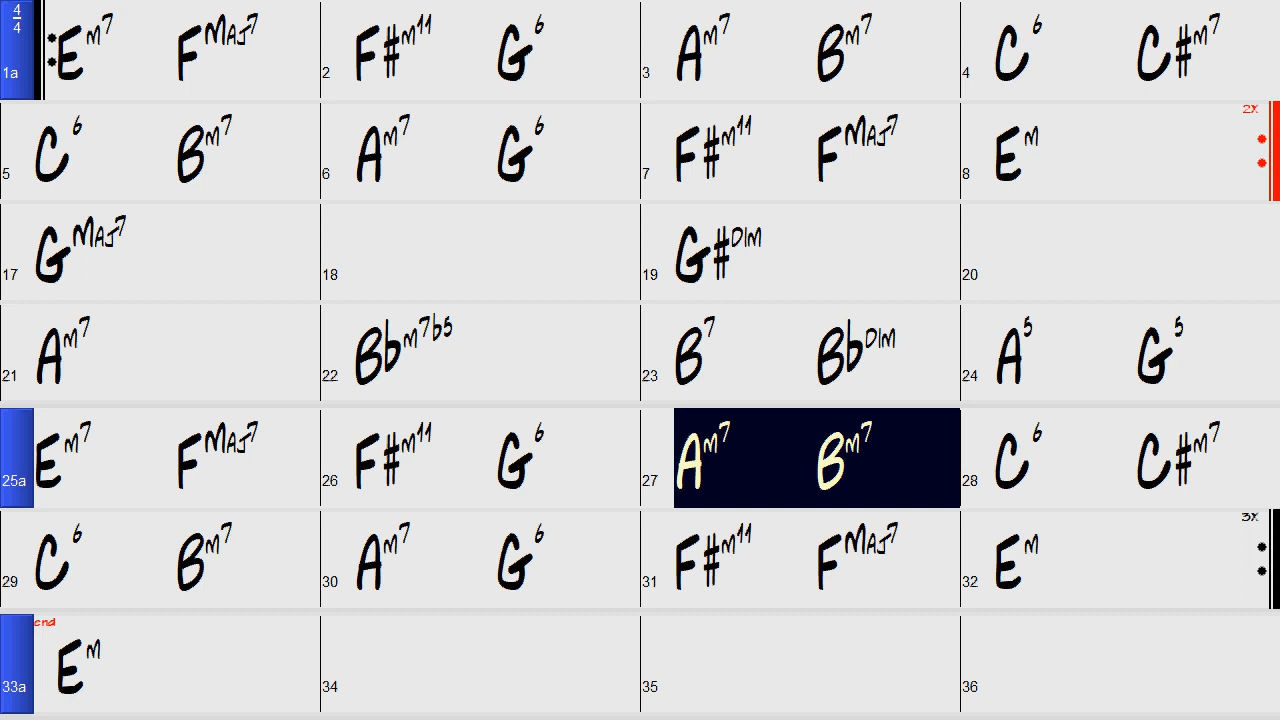 4
4
1a Em7 FMaj7 2 F#m11 G6 3 Am7 Bm7 4 C6 C#m7
2x
5 C6 Bm7 6 Am7 G6 7 F#m11 FMaj7 8 Em
17 GMaj7 18 19 G#dim 20
21 Am7 22 Bbm7b5 23 B7 Bbdim 24 A5 G5
25a Em7 FMaj7 26 F#m11 G6 27 Am7 Bm7 28 C6 C#m7
3x
29 C6 Bm7 30 Am7 G6 31 F#m11 FMaj7 32 Em
end
33a Em 34 35 36